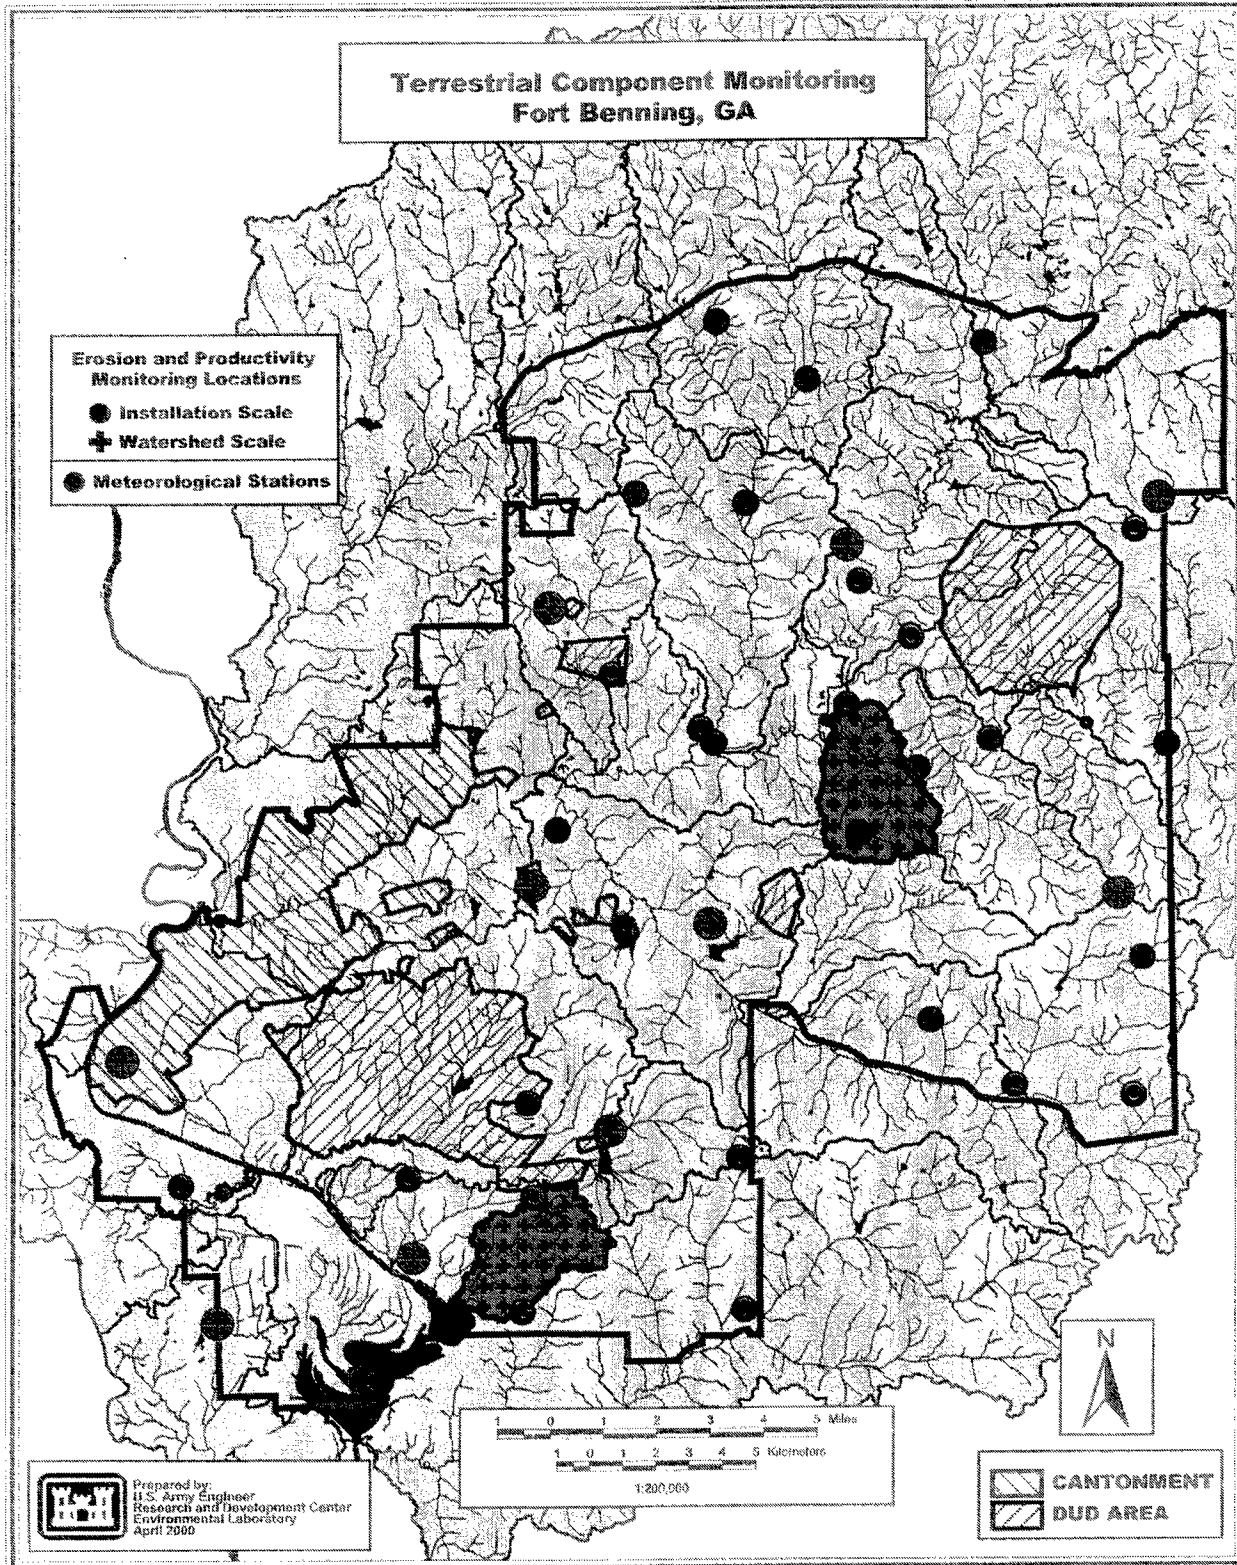 Terrestrial Component Monitoring
Fort Benning, GA
Erosion and Productivity
Monitoring Locations
Installation Scale
Watershed Scale
Meteorological Stations
N
1 0 1 2 3 4 5 Miles
1 0 1 2 3 4 5 Kilometers
1:200,000
CANTONMENT
DUD AREA
Prepared by:
U.S. Army Engineer
Research and Development Center
Environmental Laboratory
April 2000